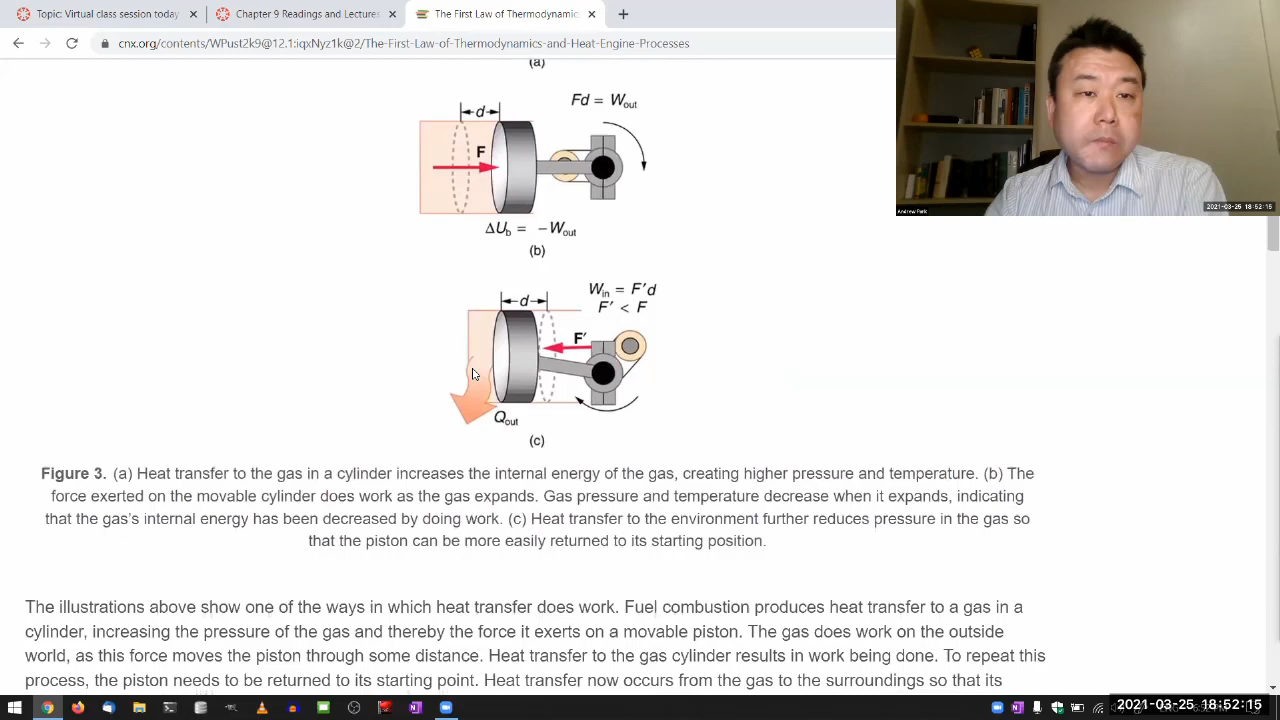 Topic: Virtual class session today
Chapter 9 Readings and Lectures
The First Law of Thermodynamic
cnx.org/contents/WPust2k9@12.1:iqxNyz1k@2/The-First-Law-of-Thermodynamics-and-Heat-Engine-Processes
Andrew Park
2021-03-25 18:52:15
(a)
Fd = Wout
d
F
ΔUb = −Wout
(b)
Win = F′d
F′ < F
d
F′
Qout
(c)
Figure 3. (a) Heat transfer to the gas in a cylinder increases the internal energy of the gas, creating higher pressure and temperature. (b) The
force exerted on the movable cylinder does work as the gas expands. Gas pressure and temperature decrease when it expands, indicating
that the gas's internal energy has been decreased by doing work. (c) Heat transfer to the environment further reduces pressure in the gas so
that the piston can be more easily returned to its starting position.
The illustrations above show one of the ways in which heat transfer does work. Fuel combustion produces heat transfer to a gas in a
cylinder, increasing the pressure of the gas and thereby the force it exerts on a movable piston. The gas does work on the outside
world, as this force moves the piston through some distance. Heat transfer to the gas cylinder results in work being done. To repeat this
process, the piston needs to be returned to its starting point. Heat transfer now occurs from the gas to the surroundings so that its
2021-03-25 18:52:15